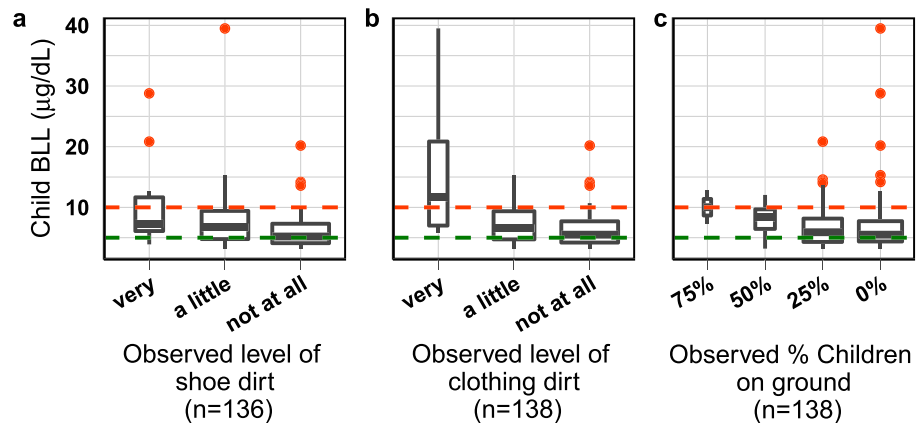 a
b
c
Child BLL (µg/dL)
40
30
20
10
very
a little
not at all
very
a little
not at all
75%
50%
25%
0%
Observed level of
shoe dirt
(n=136)
Observed level of
clothing dirt
(n=138)
Observed % Children
on ground
(n=138)